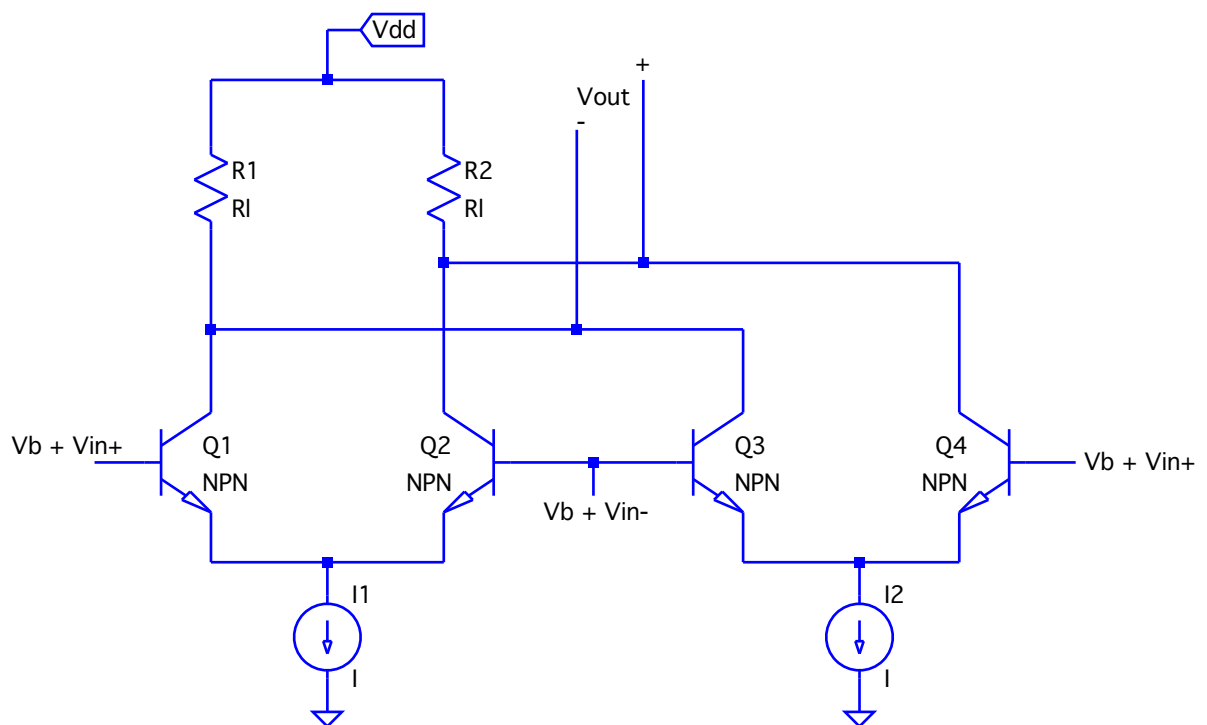 Vdd
+
Vout
-
R1
Rl
R2
Rl
Vb + Vin+
Q1
NPN
Q2
NPN
Vb + Vin-
Q3
NPN
Q4
NPN
Vb + Vin+
I1
I
I2
I